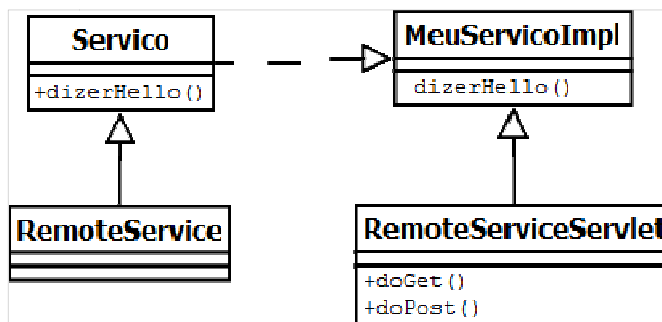 Servico
+dizerHello()
MeuServicoImpl
dizerHello()
RemoteService
RemoteServiceServlet
+doGet()
+doPost()